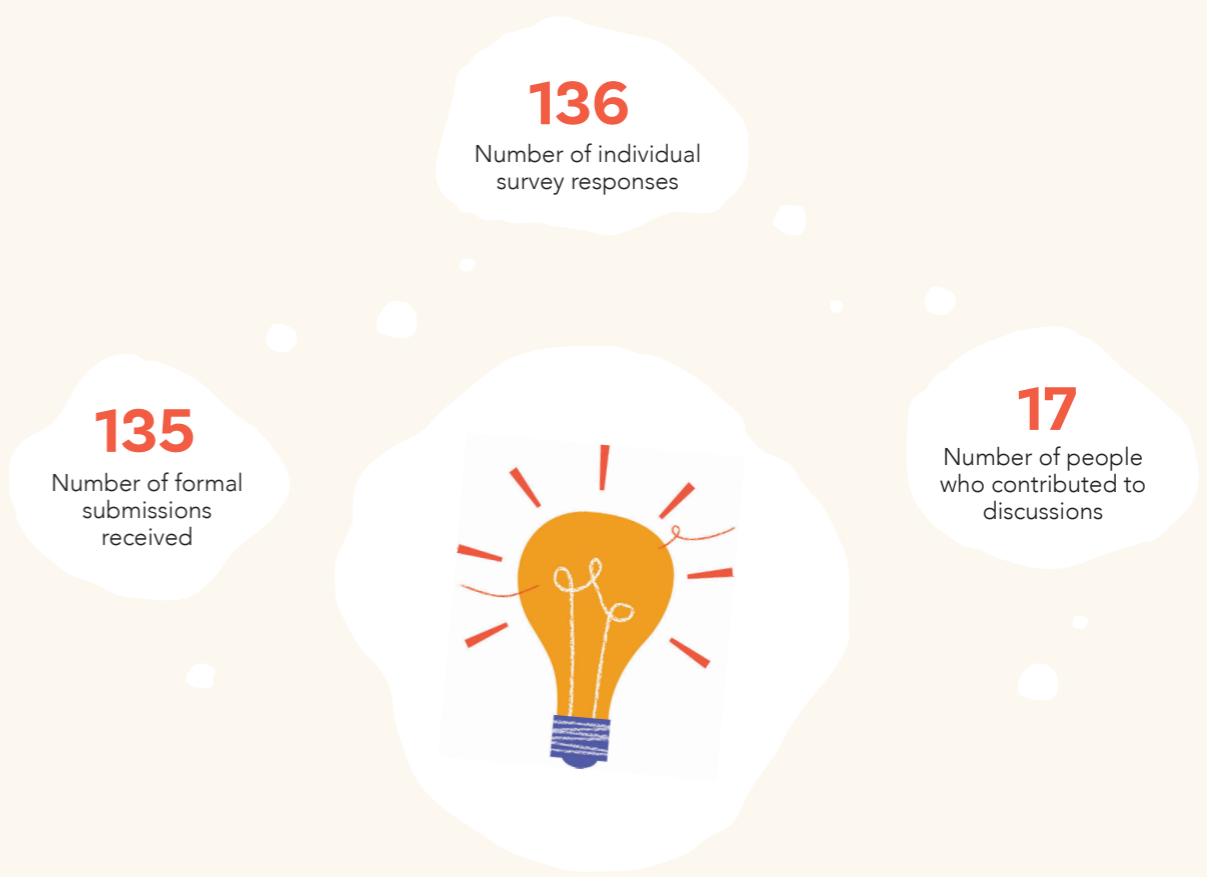 136
Number of individual
survey responses
135
Number of formal
submissions
received
17
Number of people
who contributed to
discussions